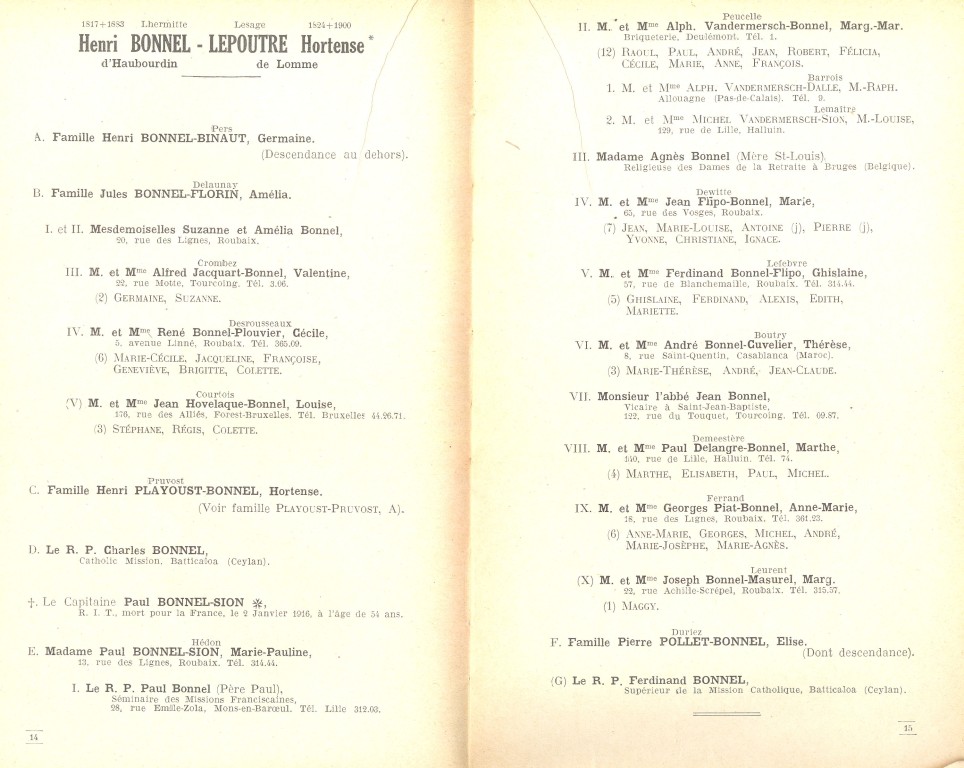 1817+1883 Lhermitte Lesage 1824+1900
Henri BONNEL - LEPOUTRE Hortense*
d'Haubourdin de Lomme
Pers
A. Famille Henri BONNEL-BINAUT, Germaine.
(Descendance au dehors).
Delaunay
B. Famille Jules BONNEL-FLORIN, Amélia.
I. et II. Mesdemoiselles Suzanne et Amélia Bonnel,
20, rue des Lignes, Roubaix.
Crombez
III. M. et Mme Alfred Jacquart-Bonnel, Valentine,
22, rue Motte, Tourcoing. Tél. 3.06.
(2) GERMAINE, SUZANNE.
Desrousseaux
IV. M. et Mme René Bonnel-Plouvier, Cécile,
5, avenue Linné, Roubaix. Tél. 365.09.
(6) MARIE-CÉCILE, JACQUELINE, FRANÇOISE,
GENEVIÈVE, BRIGITTE, COLETTE.
Courtois
(V) M. et Mme Jean Hovelaque-Bonnel, Louise,
176, rue des Alliés, Forest-Bruxelles. Tél. Bruxelles 44.26.71.
(3) STÉPHANE, RÉGIS, COLETTE.
Pruvost
C. Famille Henri PLAYOUST-BONNEL, Hortense.
(Voir famille PLAYOUST-PRUVOST, A).
D. Le R. P. Charles BONNEL,
Catholic Mission, Batticaloa (Ceylan).
†. Le Capitaine Paul BONNEL-SION ✻,
R. I. T., mort pour la France, le 2 Janvier 1916, à l'âge de 54 ans.
Hédon
E. Madame Paul BONNEL-SION, Marie-Pauline,
13, rue des Lignes, Roubaix. Tél. 314.44.
I. Le R. P. Paul Bonnel (Père Paul),
Séminaire des Missions Franciscaines,
28, rue Emile-Zola, Mons-en-Barœul. Tél. Lille 312.03.
14
Peucelle
II. M. et Mme Alph. Vandermersch-Bonnel, Marg.-Mar.
Briqueterie, Deulémont. Tél. 1.
(12) RAOUL, PAUL, ANDRÉ, JEAN, ROBERT, FÉLICIA,
CÉCILE, MARIE, ANNE, FRANÇOIS.
Barrois
1. M. et Mme ALPH. VANDERMERSCH-DALLE, M.-RAPH.
Allouagne (Pas-de-Calais). Tél. 9.
Lemaître
2. M. et Mme MICHEL VANDERMERSCH-SION, M.-LOUISE,
129, rue de Lille, Halluin.
III. Madame Agnès Bonnel (Mère St-Louis),
Religieuse des Dames de la Retraite à Bruges (Belgique).
Dewitte
IV. M. et Mme Jean Flipo-Bonnel, Marie,
65, rue des Vosges, Roubaix.
(7) JEAN, MARIE-LOUISE, ANTOINE (j), PIERRE (j),
YVONNE, CHRISTIANE, IGNACE.
Lefebvre
V. M. et Mme Ferdinand Bonnel-Flipo, Ghislaine,
57, rue de Blanchemaille, Roubaix. Tél. 314.44.
(5) GHISLAINE, FERDINAND, ALEXIS, EDITH,
MARIETTE.
Boutry
VI. M. et Mme André Bonnel-Cuvelier, Thérèse,
8, rue Saint-Quentin, Casablanca (Maroc).
(3) MARIE-THÉRÈSE, ANDRÉ, JEAN-CLAUDE.
VII. Monsieur l'abbé Jean Bonnel,
Vicaire à Saint-Jean-Baptiste,
122, rue du Touquet, Tourcoing. Tél. 09.87.
Demeestère
VIII. M. et Mme Paul Delangre-Bonnel, Marthe,
140, rue de Lille, Halluin. Tél. 74.
(4) MARTHE, ELISABETH, PAUL, MICHEL.
Ferrand
IX. M. et Mme Georges Piat-Bonnel, Anne-Marie,
18, rue des Lignes, Roubaix. Tél. 361.23.
(6) ANNE-MARIE, GEORGES, MICHEL, ANDRÉ,
MARIE-JOSÈPHE, MARIE-AGNÈS.
Leurent
(X) M. et Mme Joseph Bonnel-Masurel, Marg.
22, rue Achille-Scrépel, Roubaix. Tél. 315.57.
(1) MAGGY.
Duriez
F. Famille Pierre POLLET-BONNEL, Elise.
(Dont descendance).
(G) Le R. P. Ferdinand BONNEL,
Supérieur de la Mission Catholique, Batticaloa (Ceylan).
15